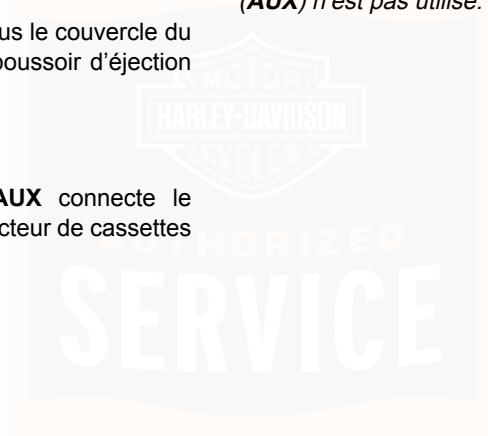 (AUX) n'est pas utilisé.
us le couvercle du
poussoir d'éjection
AUX connecte le
cteur de cassettes
MOTOR
HARLEY-DAVIDSON
CYCLES
AUTHORIZED
SERVICE